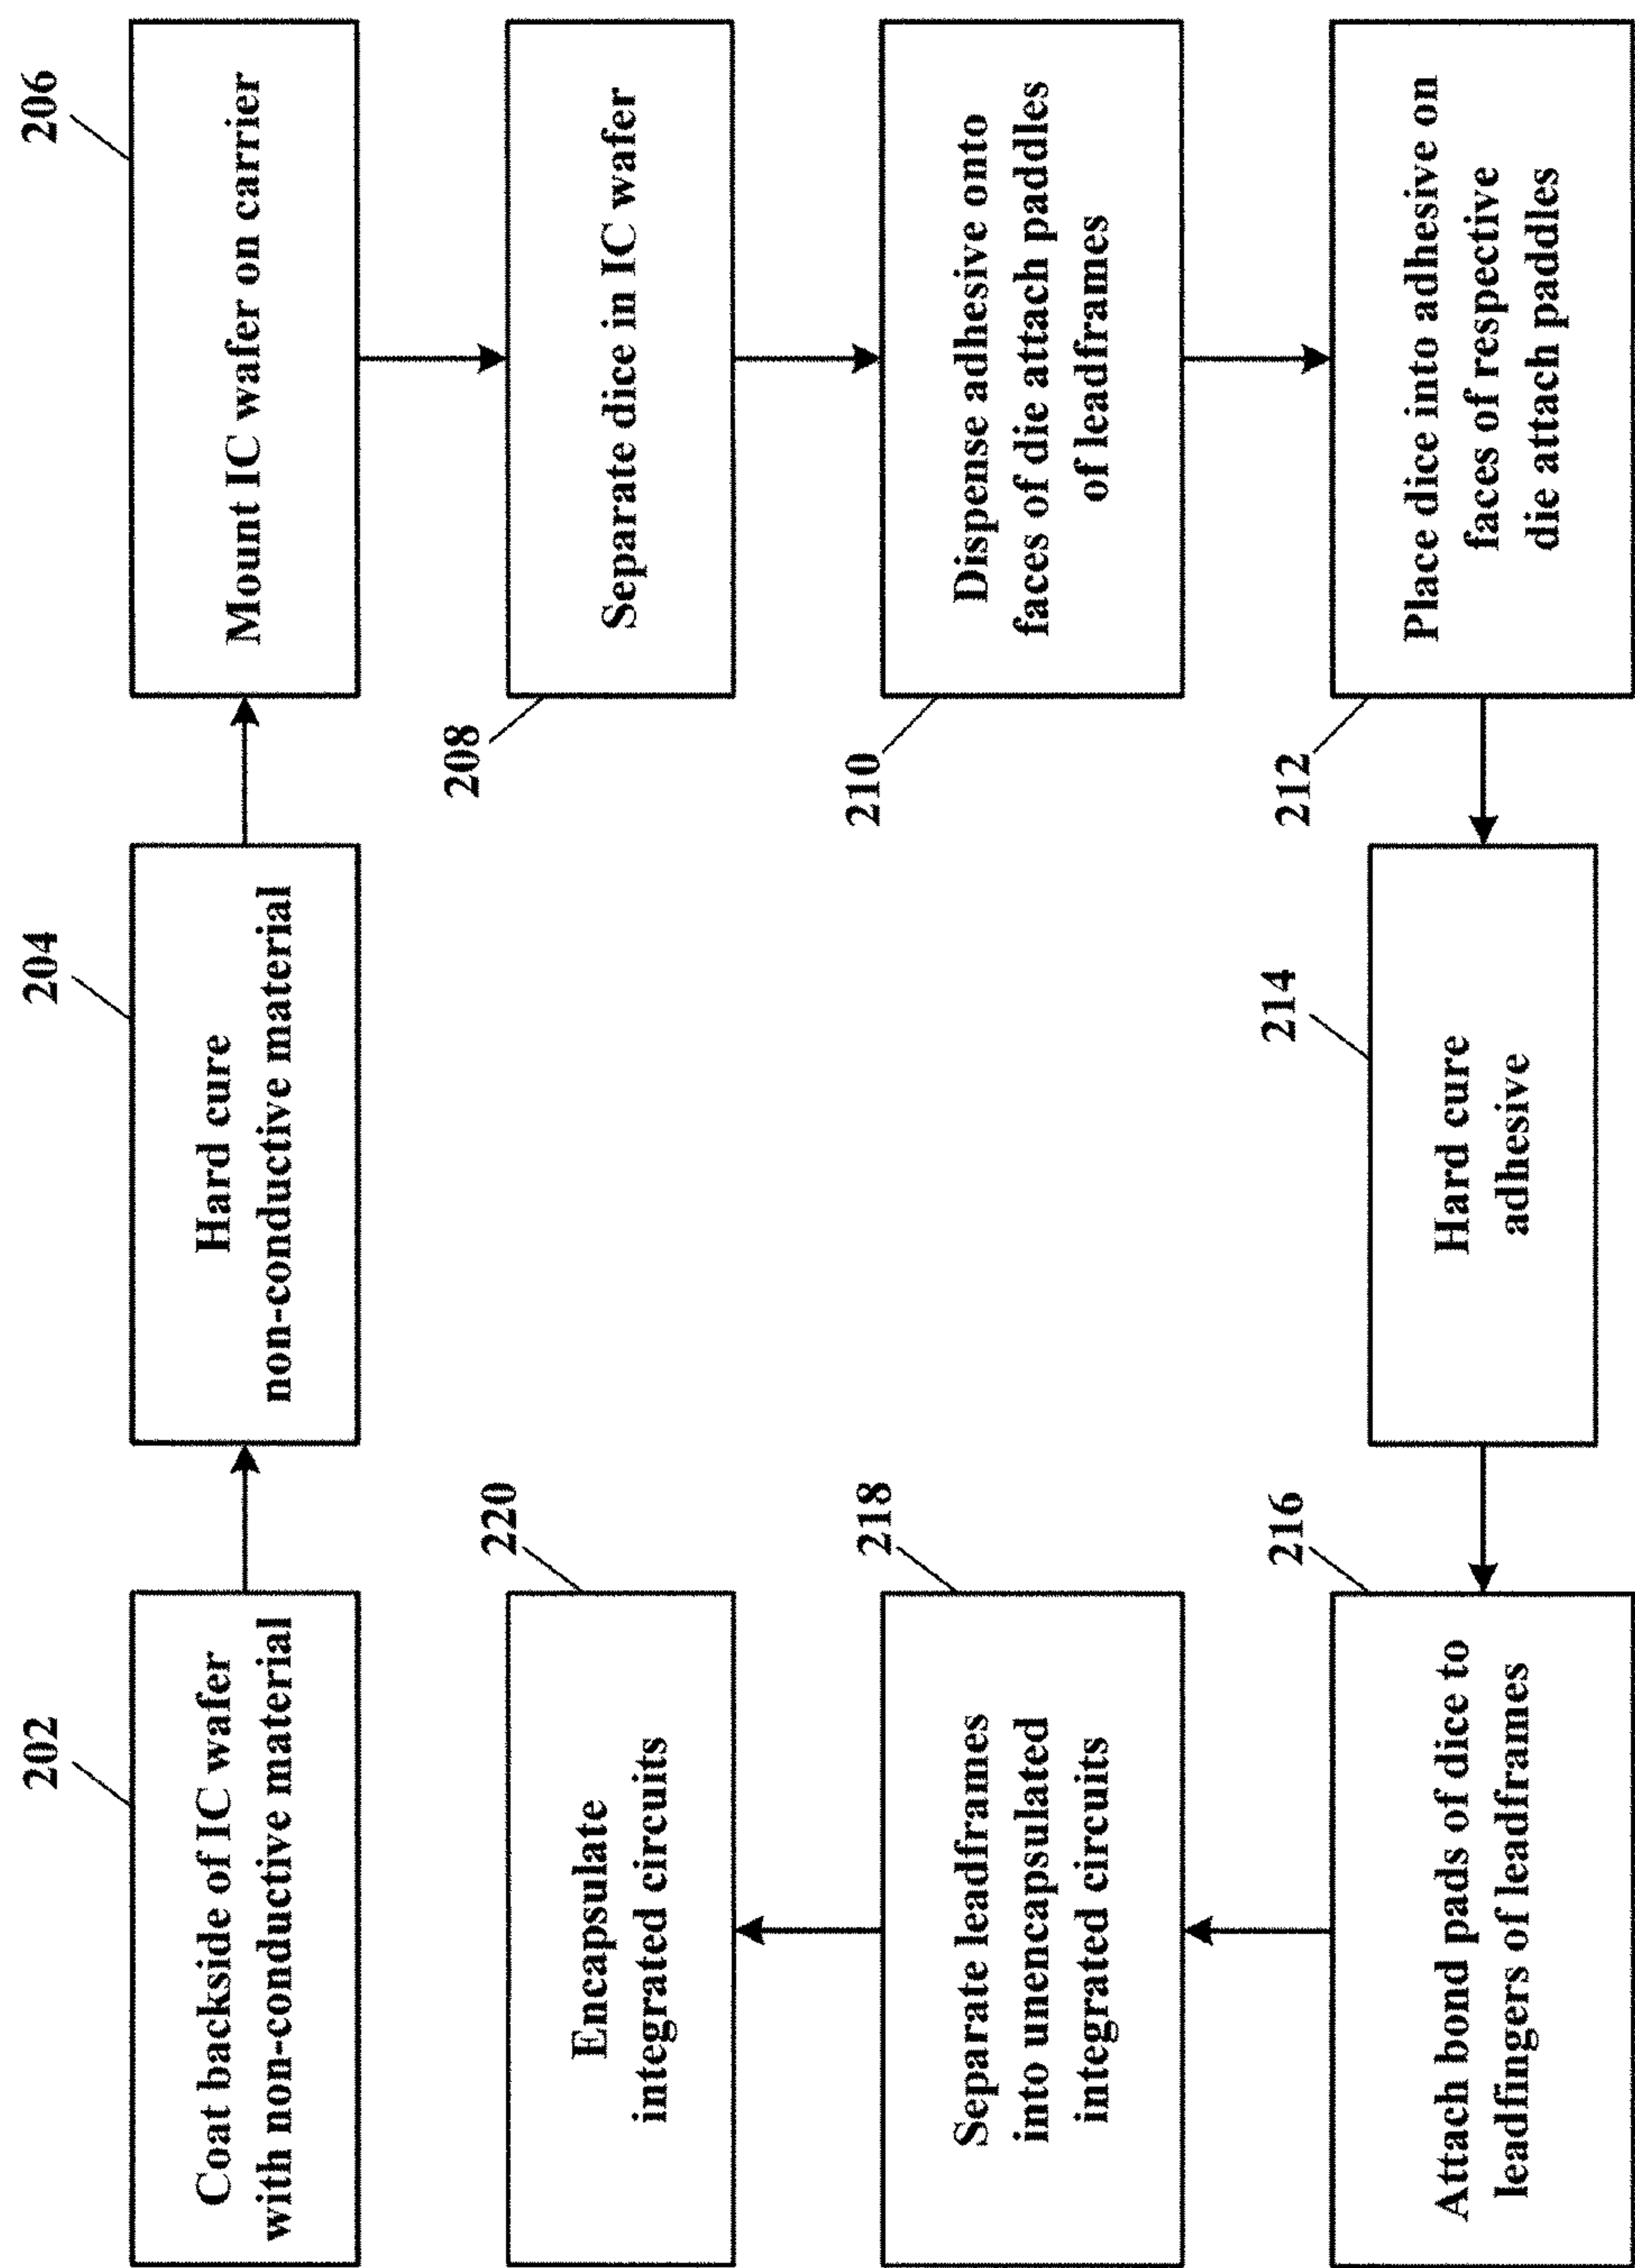 202
Coat backside of IC wafer
with non-conductive material
204
Hard cure
non-conductive material
206
Mount IC wafer on carrier
208
Separate dice in IC wafer
210
Dispense adhesive onto
faces of die attach paddles
of leadframes
212
Place dice into adhesive on
faces of respective
die attach paddles
214
Hard cure
adhesive
216
Attach bond pads of dice to
leadfingers of leadframes
218
Separate leadframes
into unencapsulated
integrated circuits
220
Encapsulate
integrated circuits